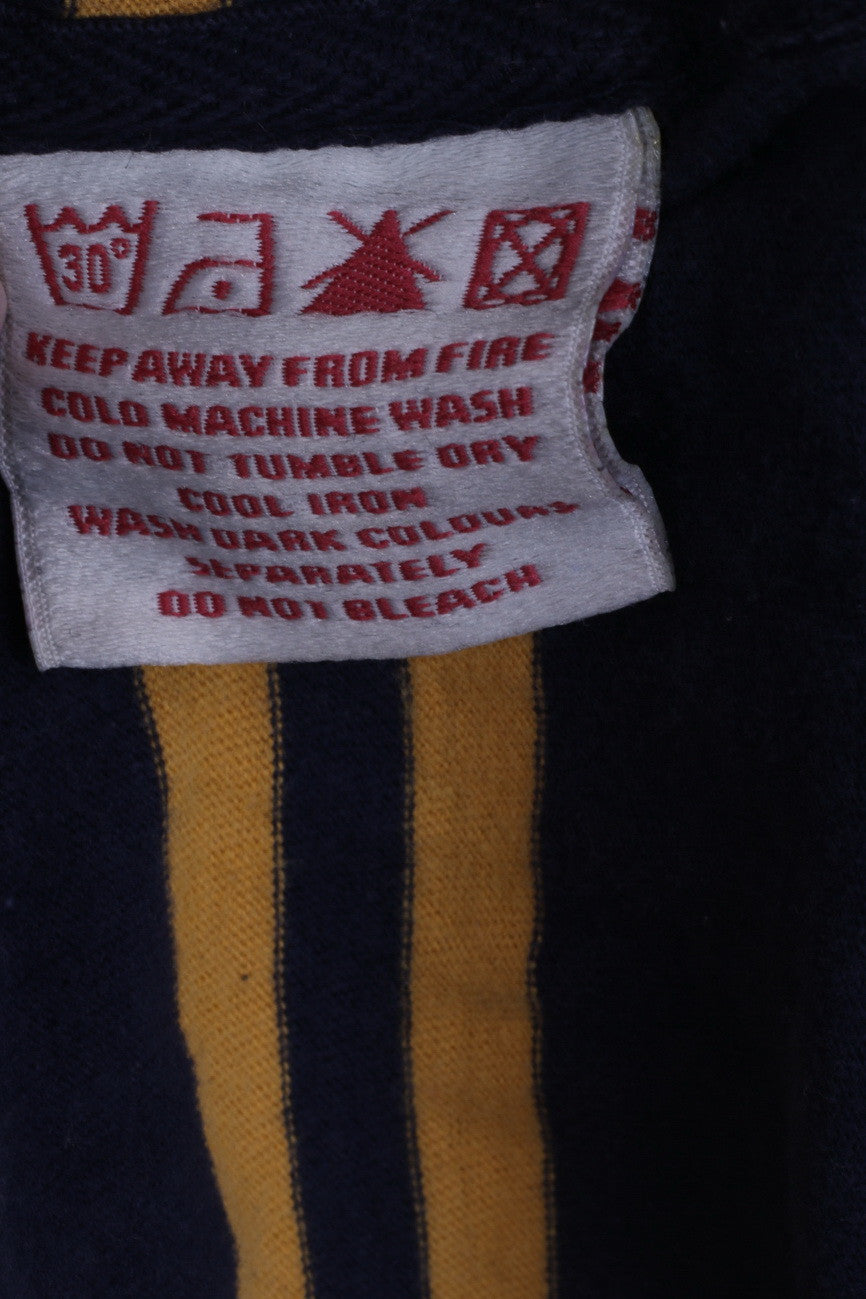 30°
KEEP AWAY FROM FIRE
COLD MACHINE WASH
DO NOT TUMBLE DRY
COOL IRON
WASH DARK COLOURS
SEPARATELY
DO NOT BLEACH